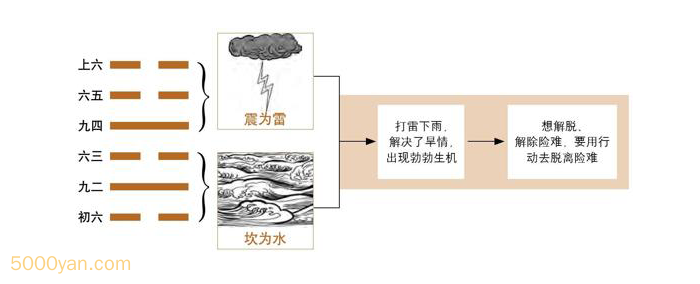 上六
六五
九四
六三
九二
初六
震为雷
坎为水
打雷下雨、
解决了旱情，
出现勃勃生机
想解脱、
解除险难，要用行
动去脱离险难
5000yan.com